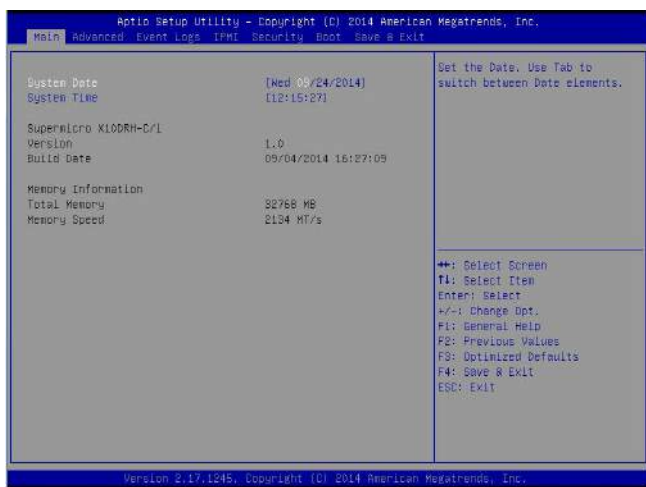 Aptio Setup Utility – Copyright (C) 2014 American Megatrends, Inc.
Main Advanced Event Logs IPMI Security Boot Save & Exit
System Date [Wed 09/24/2014]
System Time [12:15:27]
Supermicro X10DRH-C/i
Version 1.0
Build Date 09/04/2014 16:27:09
Memory Information
Total Memory 32768 MB
Memory Speed 2134 MT/s
Set the Date. Use Tab to
switch between Date elements.
→←: Select Screen
↑↓: Select Item
Enter: Select
+/-: Change Opt.
F1: General Help
F2: Previous Values
F3: Optimized Defaults
F4: Save & Exit
ESC: Exit
Version 2.17.1245. Copyright (C) 2014 American Megatrends, Inc.